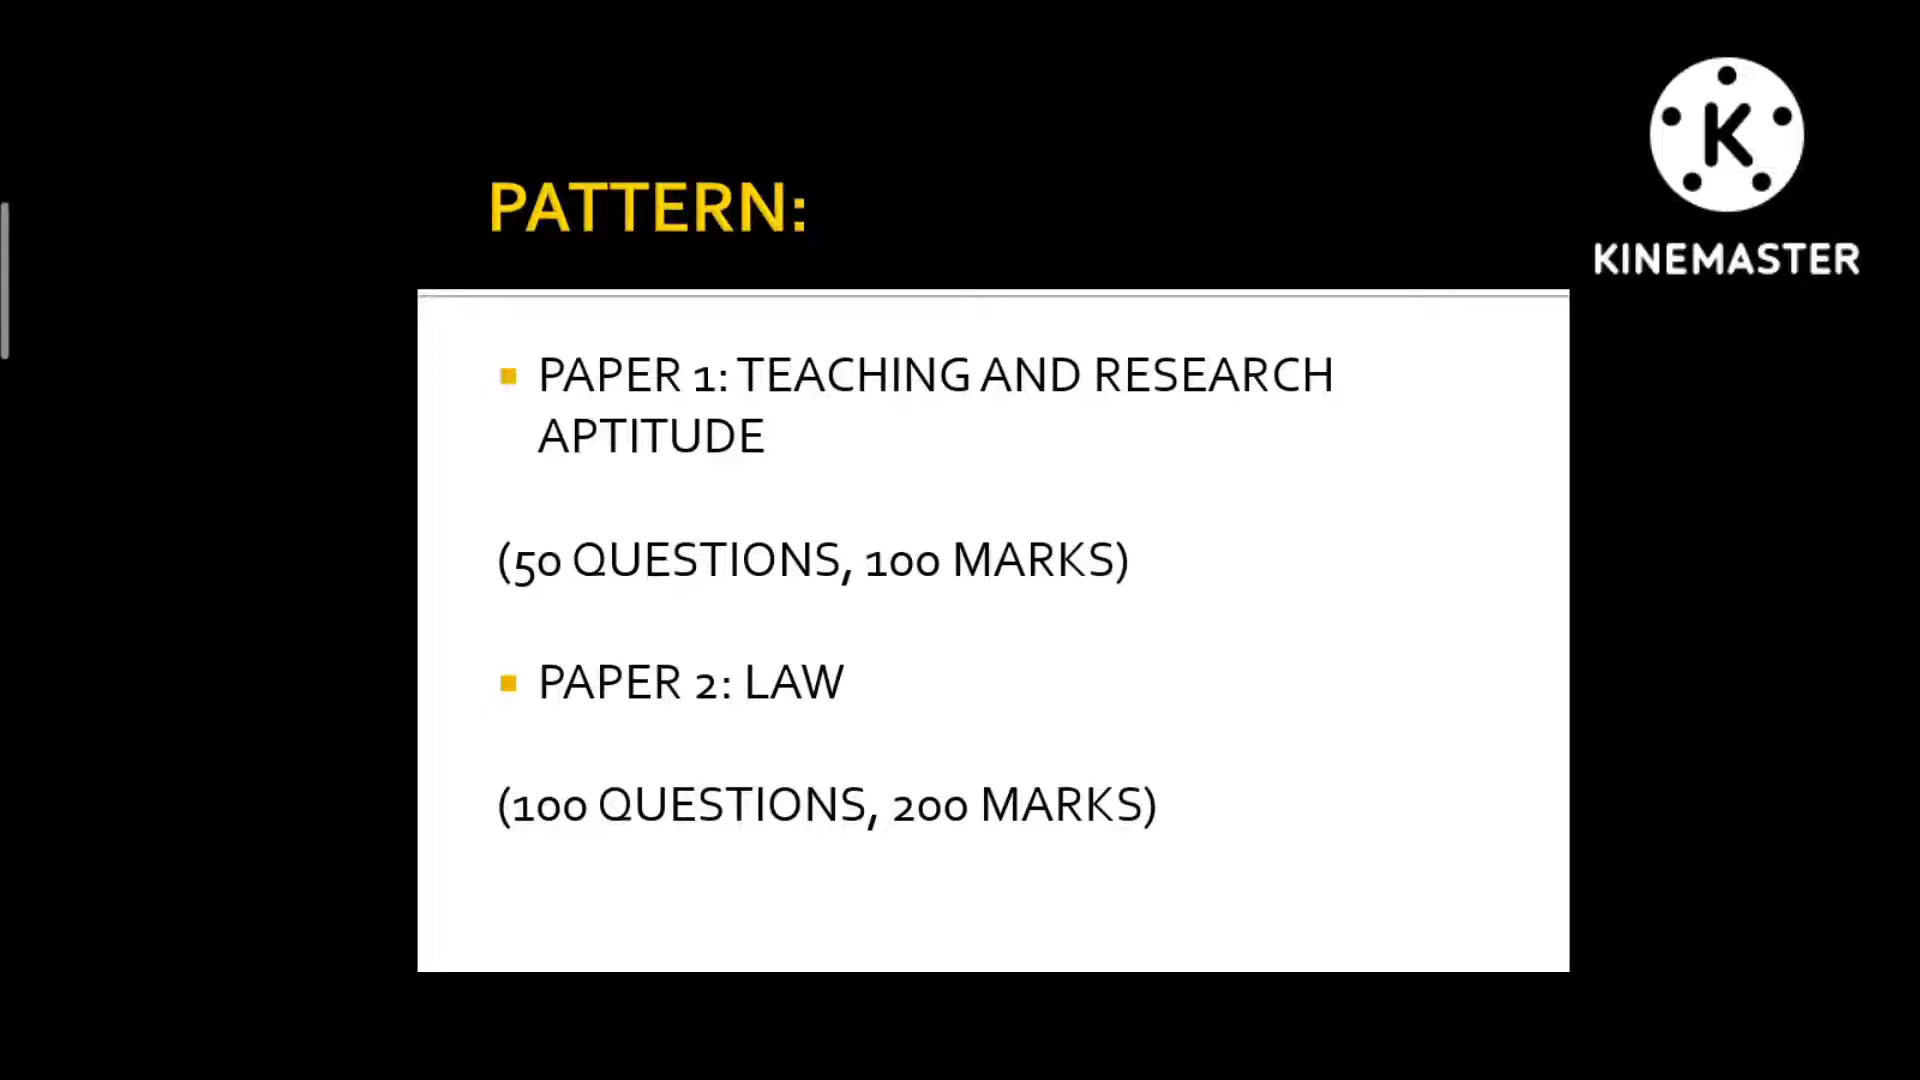 PATTERN:
K
KINEMASTER
PAPER 1: TEACHING AND RESEARCH
APTITUDE
(50 QUESTIONS, 100 MARKS)
PAPER 2: LAW
(100 QUESTIONS, 200 MARKS)